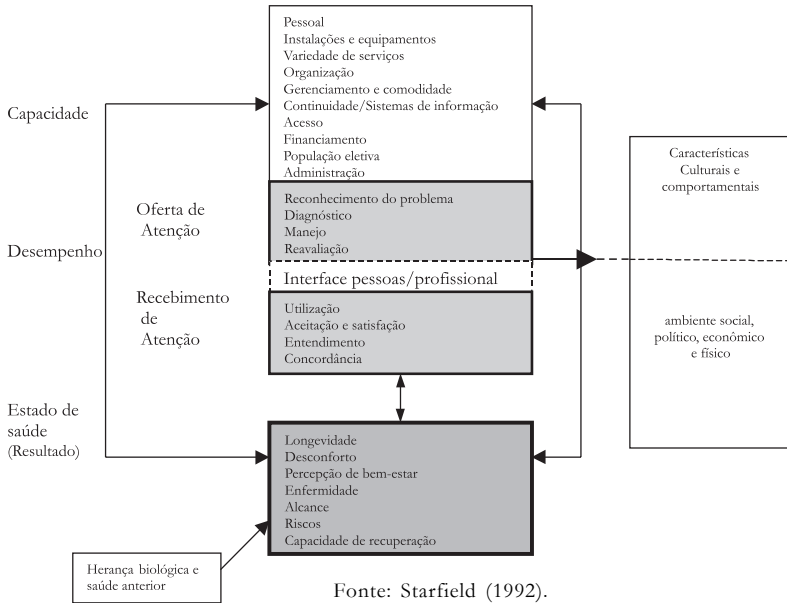 Pessoal
Instalações e equipamentos
Variedade de serviços
Organização
Gerenciamento e comodidade
Continuidade/Sistemas de informação
Acesso
Financiamento
População eletiva
Administração
Capacidade
Reconhecimento do problema
Diagnóstico
Manejo
Reavaliação
Oferta de
Atenção
Desempenho
Interface pessoas/profissional
Recebimento
de
Atenção
Utilização
Aceitação e satisfação
Entendimento
Concordância
Características
Culturais e
comportamentais
ambiente social,
político, econômico
e físico
Estado de
saúde
(Resultado)
Longevidade
Desconforto
Percepção de bem-estar
Enfermidade
Alcance
Riscos
Capacidade de recuperação
Herança biológica e
saúde anterior
Fonte: Starfield (1992).